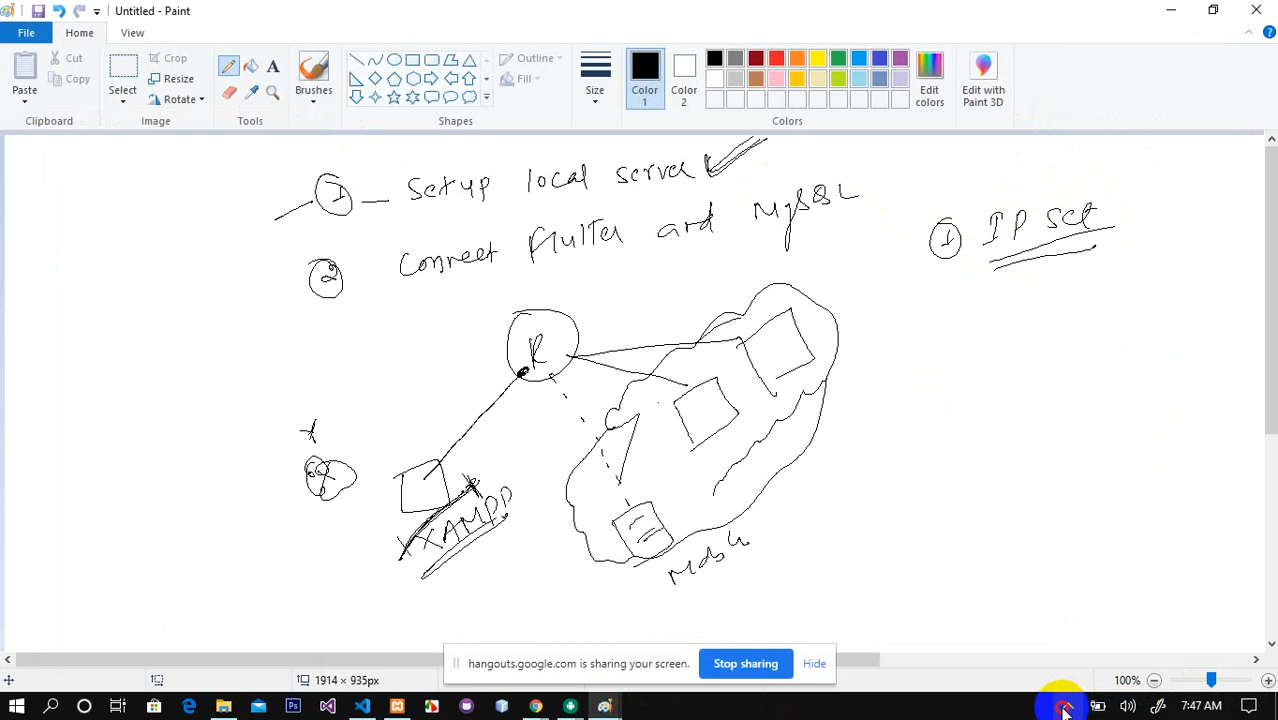 Untitled - Paint
File
Home
View
Paste
Cut
Copy
Clipboard
Select
Crop
Resize
Rotate
Image
A
Tools
Brushes
Shapes
Outline
Fill
Size
Color 1
Color 2
Edit colors
Edit with Paint 3D
Colors
1 — Setup local server
2 Connect flutter and MySQL
1 IP set
R
XAMPP
hangouts.google.com is sharing your screen.
Stop sharing
Hide
1914 × 935px
100%
Ps
7:47 AM